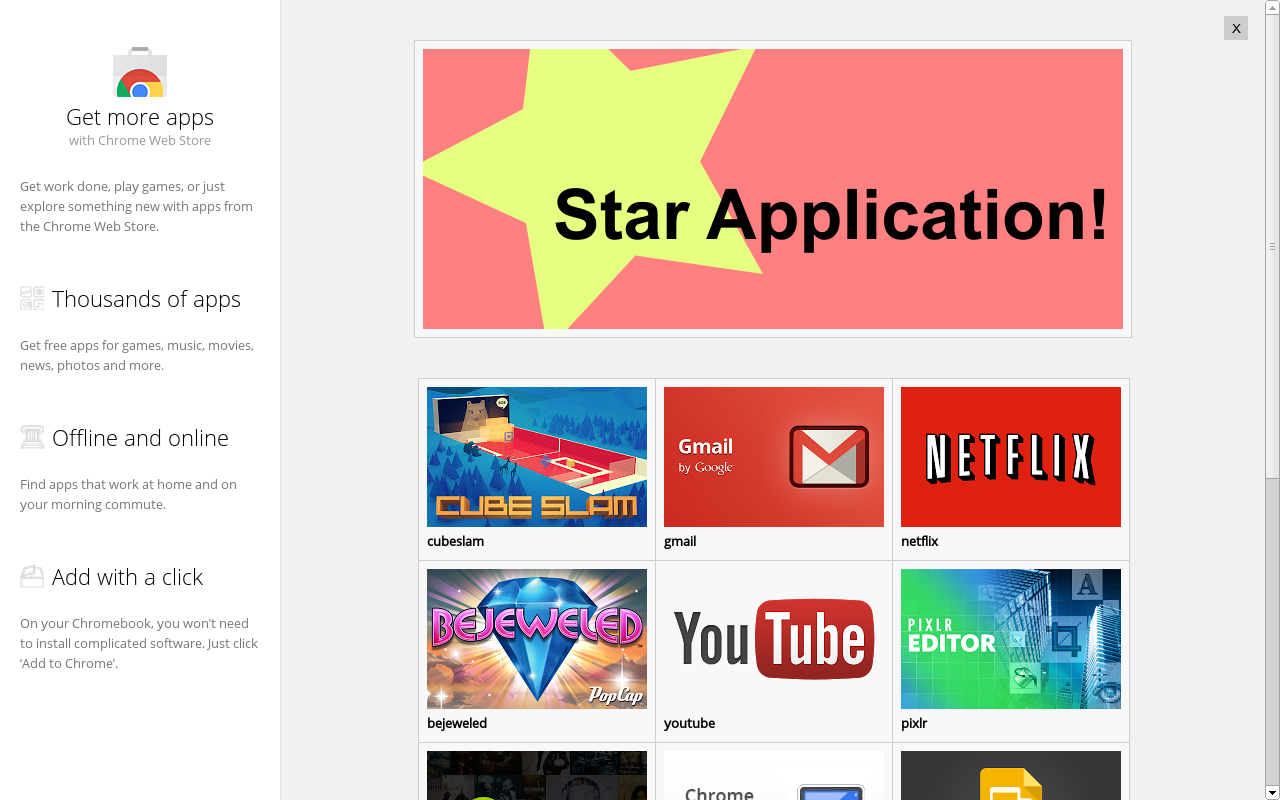 X
Get more apps
with Chrome Web Store
Get work done, play games, or just
explore something new with apps from
the Chrome Web Store.
Thousands of apps
Get free apps for games, music, movies,
news, photos and more.
Offline and online
Find apps that work at home and on
your morning commute.
Add with a click
On your Chromebook, you won’t need
to install complicated software. Just click
‘Add to Chrome’.
Star Application!
CUBE SLAM
cubeslam
Gmail
by Google
gmail
NETFLIX
netflix
BEJEWELED
PopCap
bejeweled
You Tube
youtube
PIXLR
EDITOR
A
pixlr
Chrome